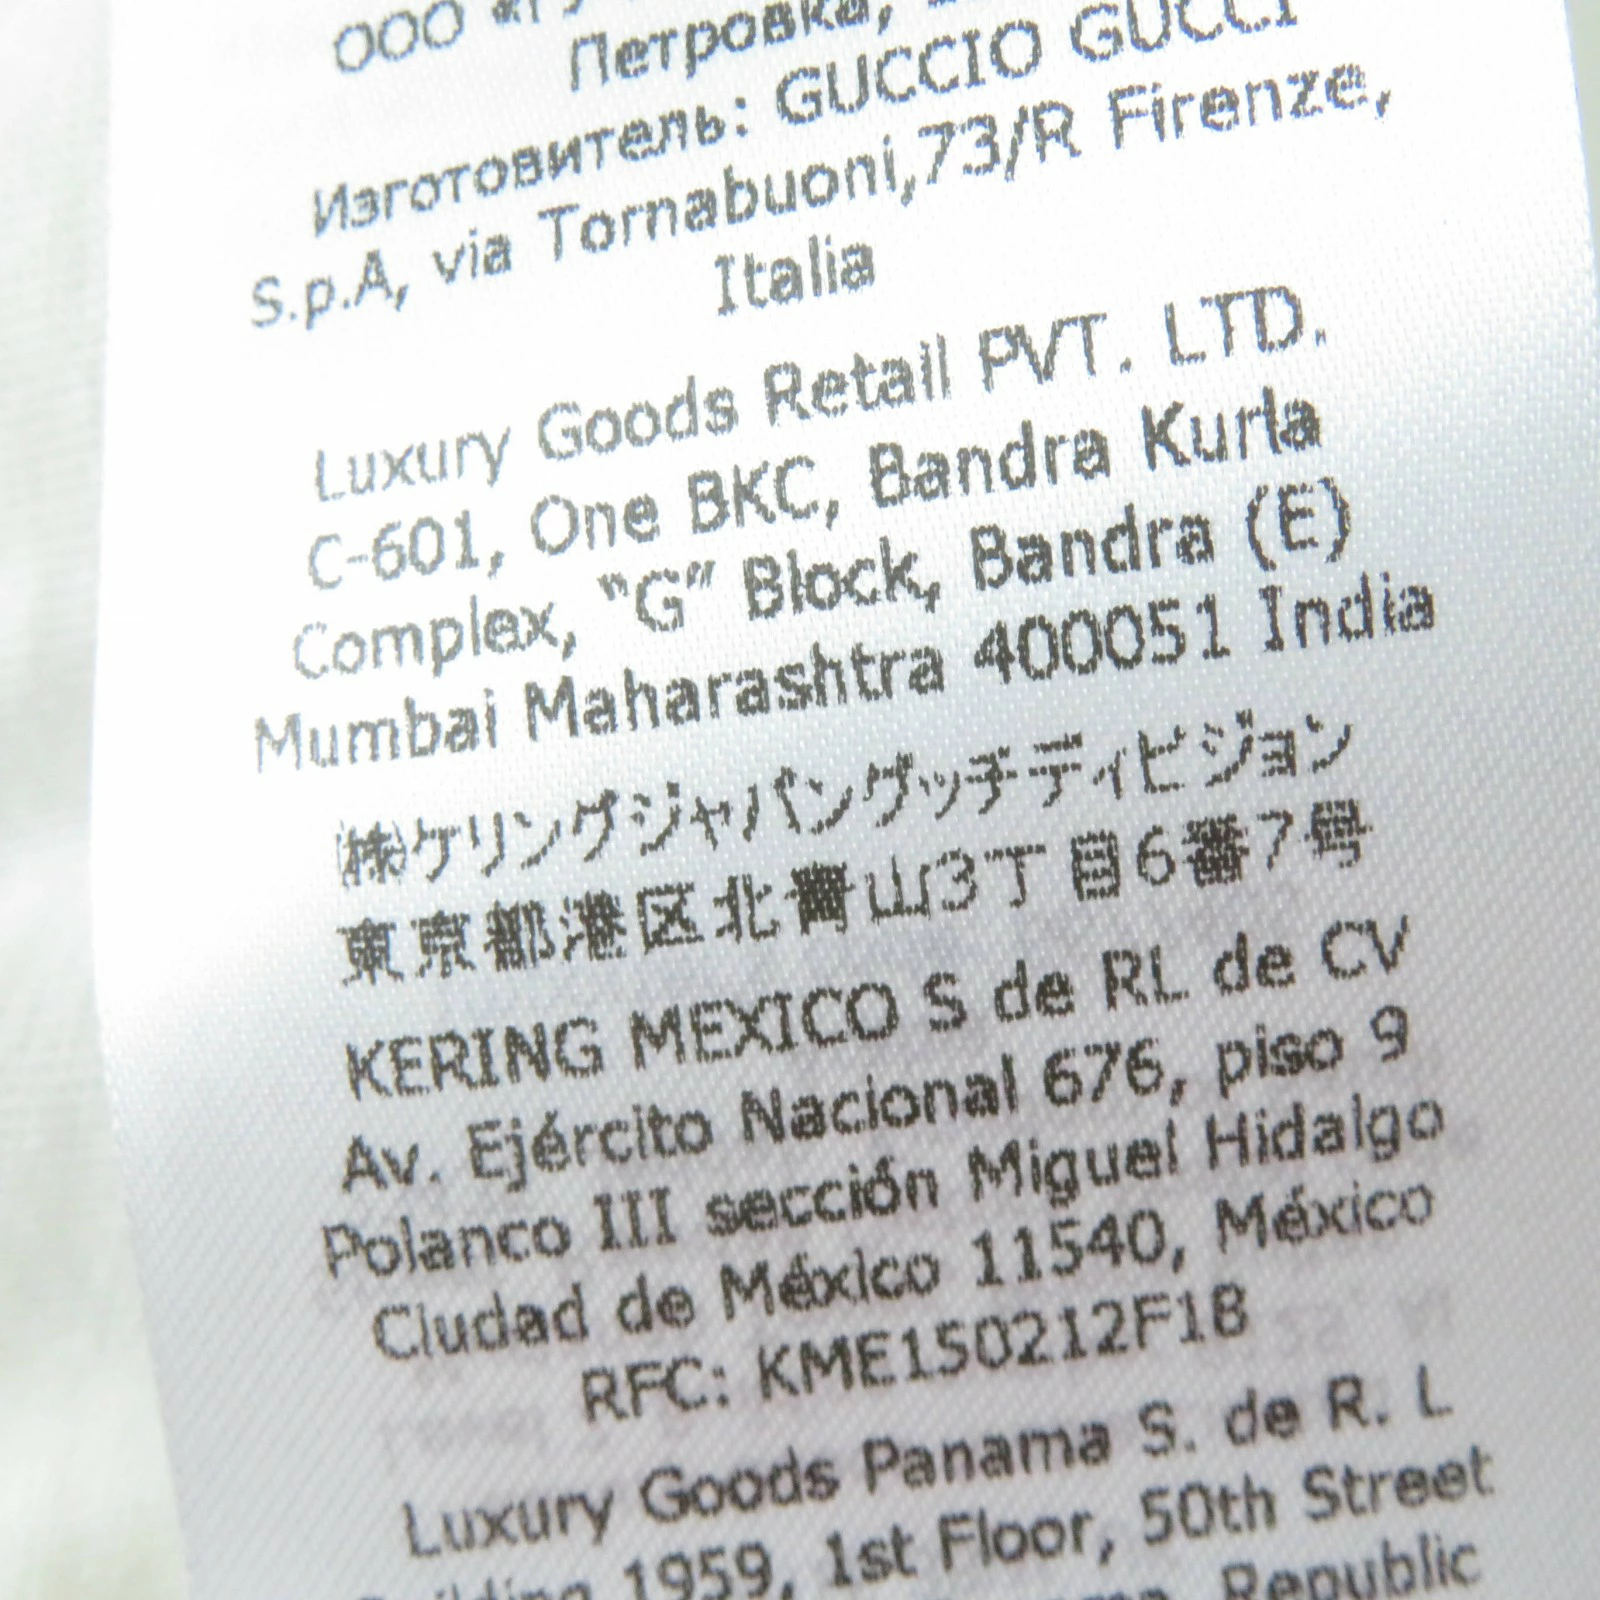 ООО
Петровка,
Изготовитель: GUCCIO GUCCI
S.p.A, via Tornabuoni,73/R Firenze,
Italia
Luxury Goods Retail PVT. LTD.
C-601, One BKC, Bandra Kurla
Complex, "G" Block, Bandra (E)
Mumbai Maharashtra 400051 India
㈱ケリングジャパングッチディビジョン
東京都港区北青山3丁目6番7号
KERING MEXICO S de RL de CV
Av. Ejército Nacional 676, piso 9
Polanco III sección Miguel Hidalgo
Ciudad de México 11540, México
RFC: KME150212F18
Luxury Goods Panama S. de R. L
Building 1959, 1st Floor, 50th Street
Republic